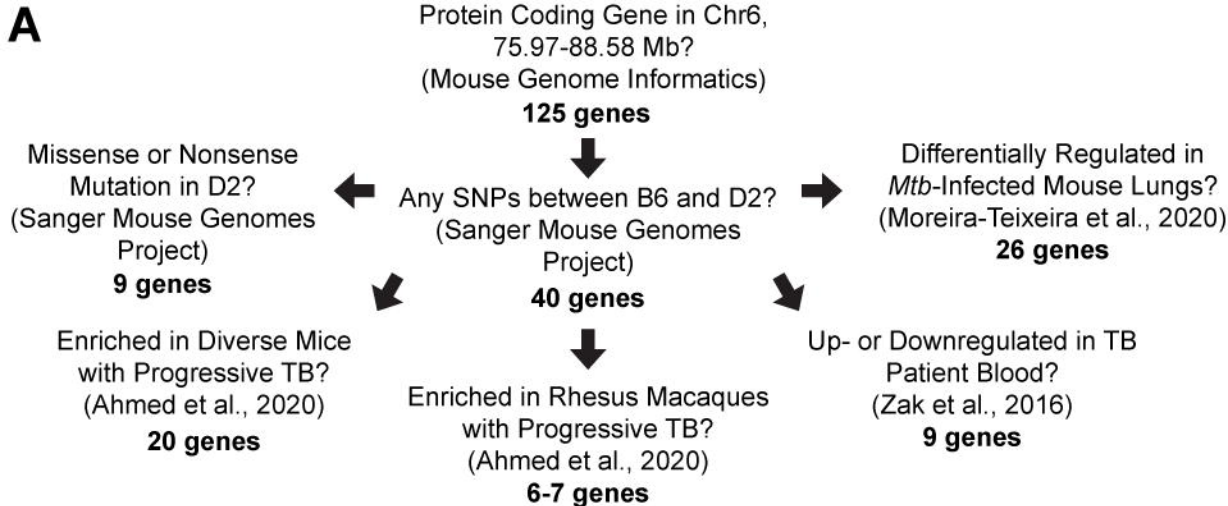 A
Protein Coding Gene in Chr6,
75.97-88.58 Mb?
(Mouse Genome Informatics)
125 genes
Missense or Nonsense
Mutation in D2?
(Sanger Mouse Genomes
Project)
9 genes
Any SNPs between B6 and D2?
(Sanger Mouse Genomes
Project)
40 genes
Differentially Regulated in
Mtb-Infected Mouse Lungs?
(Moreira-Teixeira et al., 2020)
26 genes
Enriched in Diverse Mice
with Progressive TB?
(Ahmed et al., 2020)
20 genes
Enriched in Rhesus Macaques
with Progressive TB?
(Ahmed et al., 2020)
6-7 genes
Up- or Downregulated in TB
Patient Blood?
(Zak et al., 2016)
9 genes